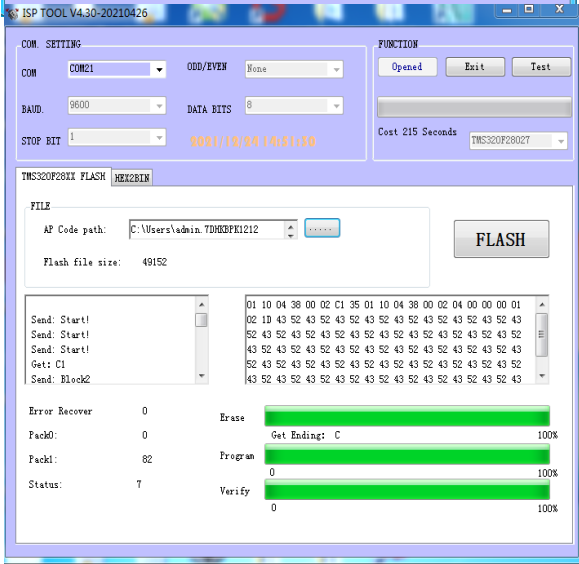 ISP TOOL V4.30-20210426
COM. SETTING
COM COM21 ODD/EVEN None
BAUD. 9600 DATA BITS 8
STOP BIT 1 2021/12/24 14:31:30
FUNCTION
Opened Exit Test
Cost 215 Seconds TMS320F28027
TMS320F28XX FLASH HEX2BIN
FILE
AP Code path: C:\Users\admin.7DHKBPK1212 .....
Flash file size: 49152
FLASH
Send: Start!
Send: Start!
Send: Start!
Get: C1
Send: Block2
01 10 04 38 00 02 C1 35 01 10 04 38 00 02 04 00 00 00 01
02 1D 43 52 43 52 43 52 43 52 43 52 43 52 43 52 43 52 43
52 43 52 43 52 43 52 43 52 43 52 43 52 43 52 43 52 43 52
43 52 43 52 43 52 43 52 43 52 43 52 43 52 43 52 43 52 43
52 43 52 43 52 43 52 43 52 43 52 43 52 43 52 43 52 43 52
43 52 43 52 43 52 43 52 43 52 43 52 43 52 43 52 43 52 43
Error Recover 0
Pack0: 0
Pack1: 82
Status: 7
Erase
Get Ending: C 100%
Program
0 100%
Verify
0 100%